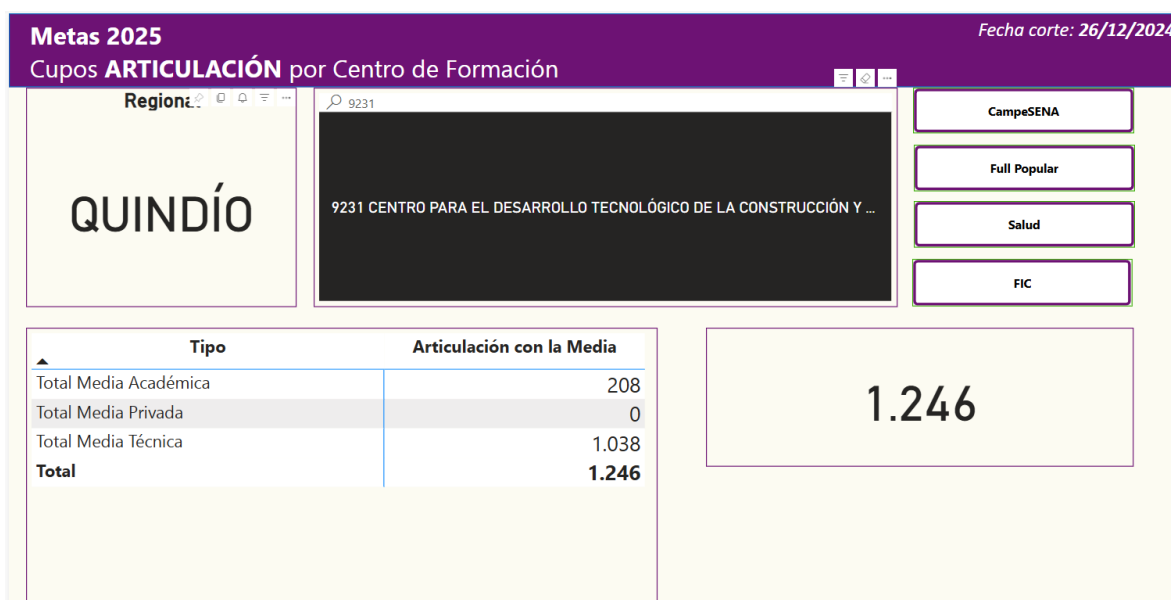 Metas 2025
Fecha corte: 26/12/2024
Cupos ARTICULACIÓN por Centro de Formación
Regional
9231
CampeSENA
Full Popular
QUINDÍO
9231 CENTRO PARA EL DESARROLLO TECNOLÓGICO DE LA CONSTRUCCIÓN Y ...
Salud
FIC
Tipo
Articulación con la Media
Total Media Académica
208
Total Media Privada
0
Total Media Técnica
1.038
Total
1.246
1.246